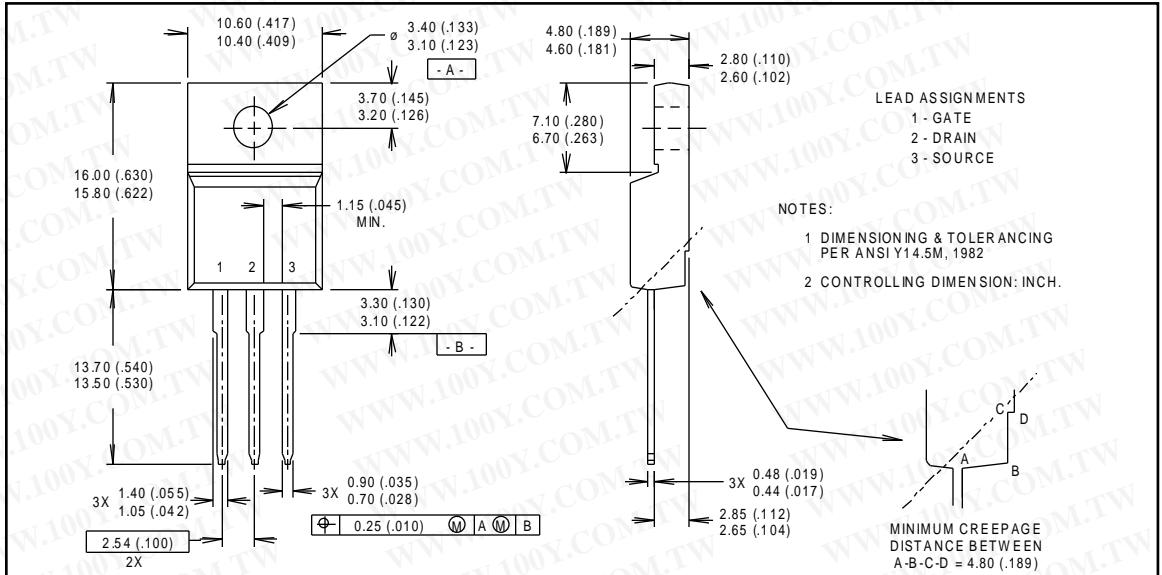 10.60 (.417)
10.40 (.409)
ø 3.40 (.133)
3.10 (.123)
- A -
3.70 (.145)
3.20 (.126)
16.00 (.630)
15.80 (.622)
1.15 (.045)
MIN.
1 2 3
3.30 (.130)
3.10 (.122)
- B -
13.70 (.540)
13.50 (.530)
3X 1.40 (.055)
1.05 (.042)
3X 0.90 (.035)
0.70 (.028)
0.25 (.010) M A M B
2.54 (.100)
2X
4.80 (.189)
4.60 (.181)
2.80 (.110)
2.60 (.102)
7.10 (.280)
6.70 (.263)
3X 0.48 (.019)
0.44 (.017)
2.85 (.112)
2.65 (.104)
LEAD ASSIGNMENTS
1 - GATE
2 - DRAIN
3 - SOURCE
NOTES:
1 DIMENSIONING & TOLERANCING
PER ANSI Y14.5M, 1982
2 CONTROLLING DIMENSION: INCH.
C
D
A
B
MINIMUM CREEPAGE
DISTANCE BETWEEN
A-B-C-D = 4.80 (.189)
WWW.100Y.COM.TW